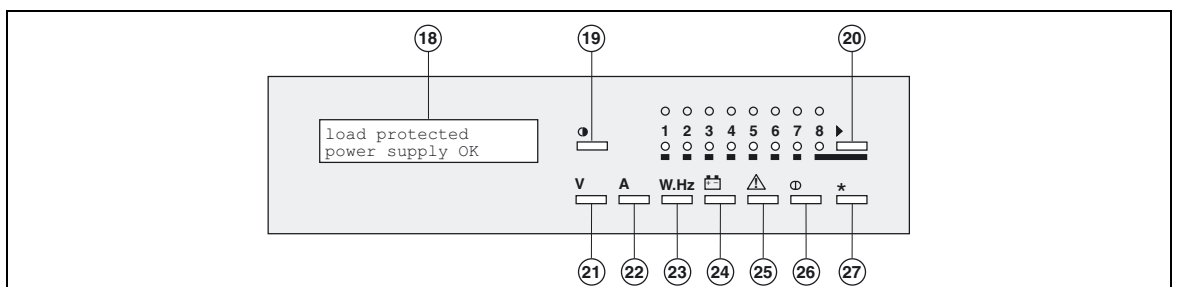 18 19 20
load protected
power supply OK
1 2 3 4 5 6 7 8
V A W.Hz + - *
21 22 23 24 25 26 27